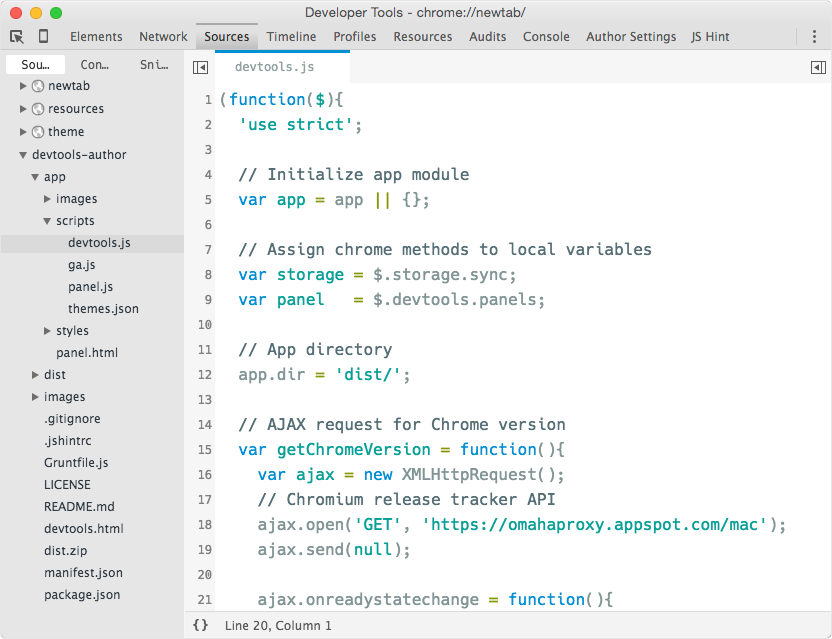 Developer Tools - chrome://newtab/
Elements Network Sources Timeline Profiles Resources Audits Console Author Settings JS Hint
Sou... Con... Sni...
newtab
resources
theme
devtools-author
app
images
scripts
devtools.js
ga.js
panel.js
themes.json
styles
panel.html
dist
images
.gitignore
.jshintrc
Gruntfile.js
LICENSE
README.md
devtools.html
dist.zip
manifest.json
package.json
devtools.js
1 (function($){
2   'use strict';
3
4   // Initialize app module
5   var app = app || {};
6
7   // Assign chrome methods to local variables
8   var storage = $.storage.sync;
9   var panel   = $.devtools.panels;
10
11   // App directory
12   app.dir = 'dist/';
13
14   // AJAX request for Chrome version
15   var getChromeVersion = function(){
16     var ajax = new XMLHttpRequest();
17     // Chromium release tracker API
18     ajax.open('GET', 'https://omahaproxy.appspot.com/mac');
19     ajax.send(null);
20
21     ajax.onreadystatechange = function(){
{} Line 20, Column 1